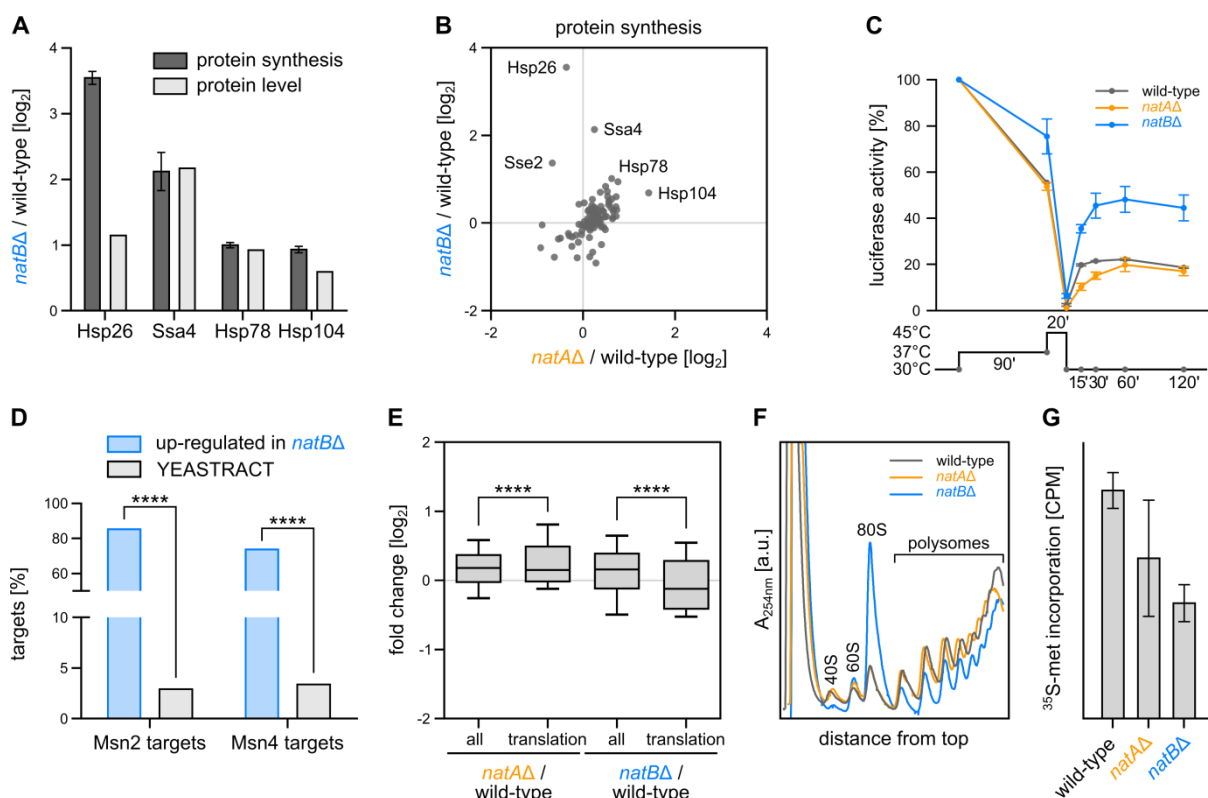 A
natBΔ / wild-type [log2]
4
3
2
1
0
protein synthesis
protein level
Hsp26 Ssa4 Hsp78 Hsp104
B
protein synthesis
natBΔ / wild-type [log2]
4
2
0
-2
Hsp26
Ssa4
Sse2
Hsp78
Hsp104
-2 0 2 4
natAΔ / wild-type [log2]
C
luciferase activity [%]
100
80
60
40
20
0
wild-type
natAΔ
natBΔ
20'
45°C
37°C
30°C
90'
15' 30' 60' 120'
D
up-regulated in natBΔ
YEASTRACT
targets [%]
100
80
60
10
5
0
****
****
Msn2 targets Msn4 targets
E
fold change [log2]
2
1
0
-1
-2
****
****
all translation all translation
natAΔ / natBΔ /
wild-type wild-type
F
A254nm [a.u.]
wild-type
natAΔ
natBΔ
80S
polysomes
40S
60S
distance from top
G
35S-met incorporation [CPM]
wild-type
natAΔ
natBΔ